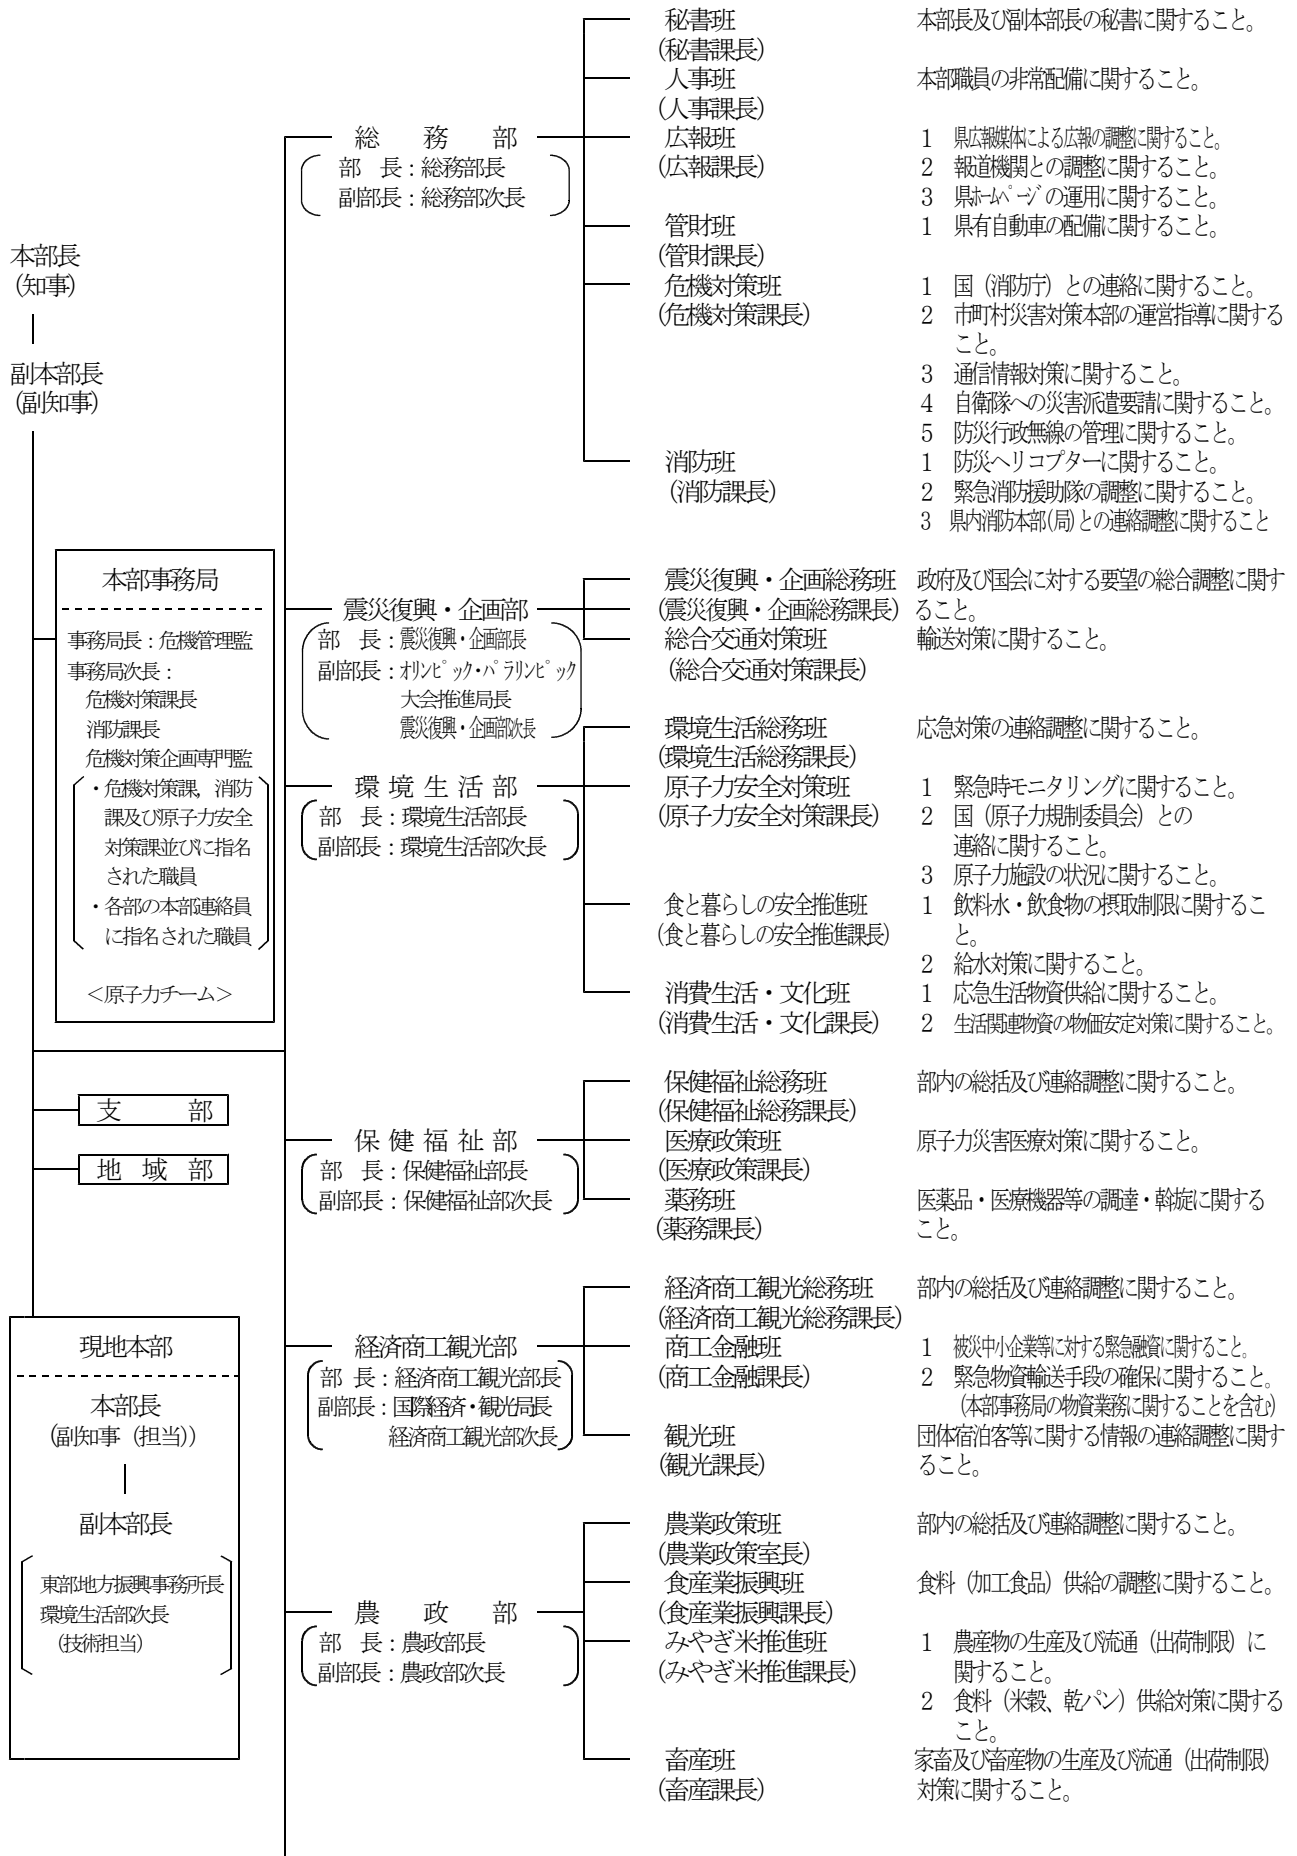 本部長
(知事)
副本部長
(副知事)
本部事務局
事務局長：危機管理監
事務局次長：
危機対策課長
消防課長
危機対策企画専門監
・危機対策課，消防
課及び原子力安全
対策課並びに指名
された職員
・各部の本部連絡員
に指名された職員
＜原子力チーム＞
支　　部
地　域　部
現地本部
本部長
(副知事（担当）)
副本部長
東部地方振興事務所長
環境生活部次長
（技術担当）
総　務　部
部　長：総務部長
副部長：総務部次長
秘書班　本部長及び副本部長の秘書に関すること。
(秘書課長)
人事班　本部職員の非常配備に関すること。
(人事課長)
広報班　1　県広報媒体による広報の調整に関すること。
(広報課長)　2　報道機関との調整に関すること。
3　県ﾎｰﾑﾍﾟｰｼﾞの運用に関すること。
管財班　1　県有自動車の配備に関すること。
(管財課長)
危機対策班　1　国（消防庁）との連絡に関すること。
(危機対策課長)　2　市町村災害対策本部の運営指導に関する
こと。
3　通信情報対策に関すること。
4　自衛隊への災害派遣要請に関すること。
5　防災行政無線の管理に関すること。
消防班　1　防災ヘリコプターに関すること。
(消防課長)　2　緊急消防援助隊の調整に関すること。
3　県内消防本部(局)との連絡調整に関すること
震災復興・企画部
部　長：震災復興・企画部長
副部長：ｵﾘﾝﾋﾟｯｸ・ﾊﾟﾗﾘﾝﾋﾟｯｸ
大会推進局長
震災復興・企画部次長
震災復興・企画総務班　政府及び国会に対する要望の総合調整に関す
(震災復興・企画総務課長)　ること。
総合交通対策班　輸送対策に関すること。
(総合交通対策課長)
環 境 生 活 部
部　長：環境生活部長
副部長：環境生活部次長
環境生活総務班　応急対策の連絡調整に関すること。
(環境生活総務課長)
原子力安全対策班　1　緊急時モニタリングに関すること。
(原子力安全対策課長)　2　国（原子力規制委員会）との
連絡に関すること。
3　原子力施設の状況に関すること。
食と暮らしの安全推進班　1　飲料水・飲食物の摂取制限に関するこ
(食と暮らしの安全推進課長)　と。
2　給水対策に関すること。
消費生活・文化班　1　応急生活物資供給に関すること。
(消費生活・文化課長)　2　生活関連物資の物価安定対策に関すること。
保 健 福 祉 部
部　長：保健福祉部長
副部長：保健福祉部次長
保健福祉総務班　部内の総括及び連絡調整に関すること。
(保健福祉総務課長)
医療政策班　原子力災害医療対策に関すること。
(医療政策課長)
薬務班　医薬品・医療機器等の調達・斡旋に関する
(薬務課長)　こと。
経済商工観光部
部　長：経済商工観光部長
副部長：国際経済・観光局長
経済商工観光部次長
経済商工観光総務班　部内の総括及び連絡調整に関すること。
(経済商工観光総務課長)
商工金融班　1　被災中小企業等に対する緊急融資に関すること。
(商工金融課長)　2　緊急物資輸送手段の確保に関すること。
（本部事務局の物資業務に関することを含む）
観光班　団体宿泊客等に関する情報の連絡調整に関す
(観光課長)　ること。
農　政　部
部　長：農政部長
副部長：農政部次長
農業政策班　部内の総括及び連絡調整に関すること。
(農業政策室長)
食産業振興班　食料（加工食品）供給の調整に関すること。
(食産業振興課長)
みやぎ米推進班　1　農産物の生産及び流通（出荷制限）に
(みやぎ米推進課長)　関すること。
2　食料（米穀、乾パン）供給対策に関する
こと。
畜産班　家畜及び畜産物の生産及び流通（出荷制限）
(畜産課長)　対策に関すること。